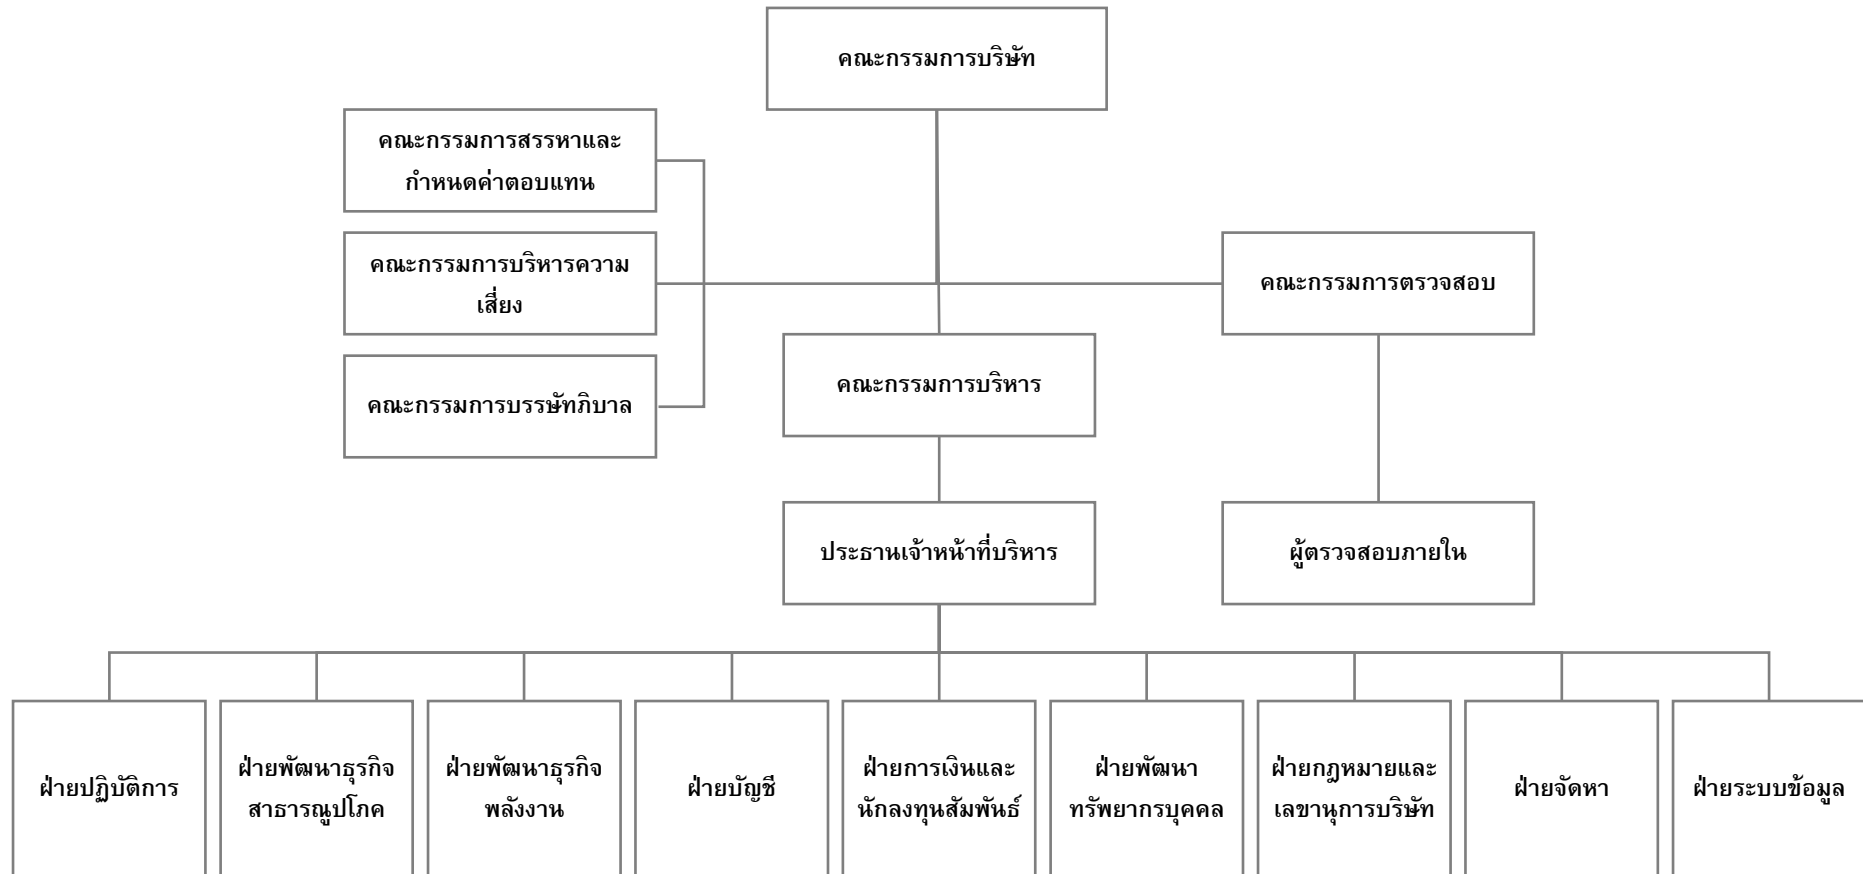 คณะกรรมการบริษัท
คณะกรรมการสรรหาและ
กำหนดค่าตอบแทน
คณะกรรมการบริหารความ
เสี่ยง
คณะกรรมการตรวจสอบ
คณะกรรมการบริหาร
คณะกรรมการบรรษัทภิบาล
ประธานเจ้าหน้าที่บริหาร
ผู้ตรวจสอบภายใน
ฝ่ายปฏิบัติการ
ฝ่ายพัฒนาธุรกิจ
สาธารณูปโภค
ฝ่ายพัฒนาธุรกิจ
พลังงาน
ฝ่ายบัญชี
ฝ่ายการเงินและ
นักลงทุนสัมพันธ์
ฝ่ายพัฒนา
ทรัพยากรบุคคล
ฝ่ายกฎหมายและ
เลขานุการบริษัท
ฝ่ายจัดหา
ฝ่ายระบบข้อมูล